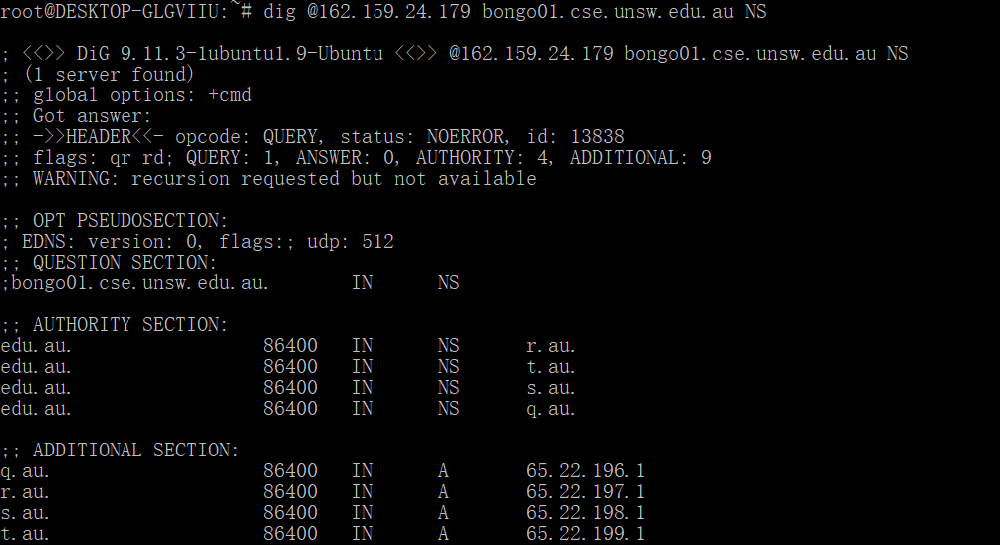 root@DESKTOP-GLGVIIU:~# dig @162.159.24.179 bongo01.cse.unsw.edu.au NS
; <<>> DiG 9.11.3-1ubuntu1.9-Ubuntu <<>> @162.159.24.179 bongo01.cse.unsw.edu.au NS
; (1 server found)
;; global options: +cmd
;; Got answer:
;; ->>HEADER<<- opcode: QUERY, status: NOERROR, id: 13838
;; flags: qr rd; QUERY: 1, ANSWER: 0, AUTHORITY: 4, ADDITIONAL: 9
;; WARNING: recursion requested but not available
;; OPT PSEUDOSECTION:
; EDNS: version: 0, flags:; udp: 512
;; QUESTION SECTION:
;bongo01.cse.unsw.edu.au. IN NS
;; AUTHORITY SECTION:
edu.au. 86400 IN NS r.au.
edu.au. 86400 IN NS t.au.
edu.au. 86400 IN NS s.au.
edu.au. 86400 IN NS q.au.
;; ADDITIONAL SECTION:
q.au. 86400 IN A 65.22.196.1
r.au. 86400 IN A 65.22.197.1
s.au. 86400 IN A 65.22.198.1
t.au. 86400 IN A 65.22.199.1